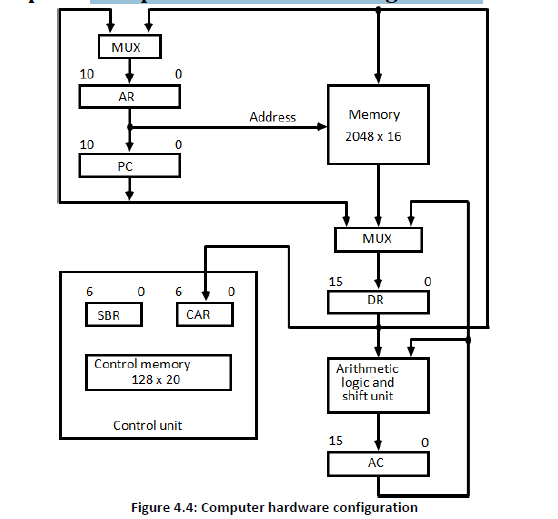 MUX
10 0
AR
Address
Memory
2048 x 16
10 0
PC
MUX
15 0
DR
6 0 6 0
SBR CAR
Control memory
128 x 20
Control unit
Arithmetic
logic and
shift unit
15 0
AC
Figure 4.4: Computer hardware configuration